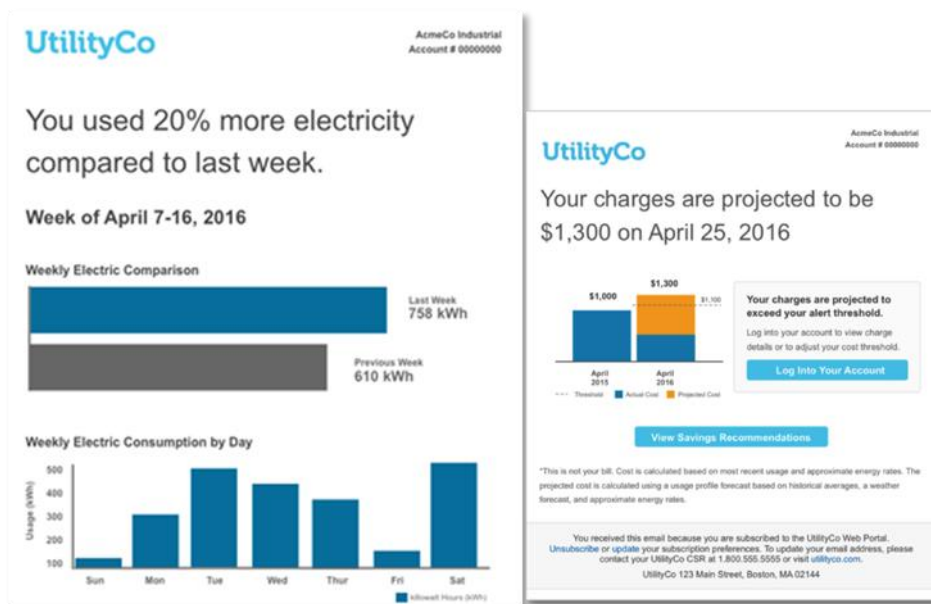 UtilityCo
AcmeCo Industrial
Account # 00000000
You used 20% more electricity
compared to last week.
Week of April 7-16, 2016
Weekly Electric Comparison
Last Week
758 kWh
Previous Week
610 kWh
Weekly Electric Consumption by Day
Usage (kWh)
500
400
300
200
100
Sun Mon Tue Wed Thur Fri Sat
kilowatt Hours (kWh)
UtilityCo
AcmeCo Industrial
Account # 00000000
Your charges are projected to be
$1,300 on April 25, 2016
$1,000
$1,300
$1,100
April
2015
April
2016
Threshold Actual Cost Projected Cost
Your charges are projected to
exceed your alert threshold.
Log into your account to view charge
details or to adjust your cost threshold.
Log Into Your Account
View Savings Recommendations
*This is not your bill. Cost is calculated based on most recent usage and approximate energy rates. The
projected cost is calculated using a usage profile forecast based on historical averages, a weather
forecast, and approximate energy rates.
You received this email because you are subscribed to the UtilityCo Web Portal.
Unsubscribe or update your subscription preferences. To update your email address, please
contact your UtilityCo CSR at 1.800.555.5555 or visit utilityco.com.
UtilityCo 123 Main Street, Boston, MA 02144